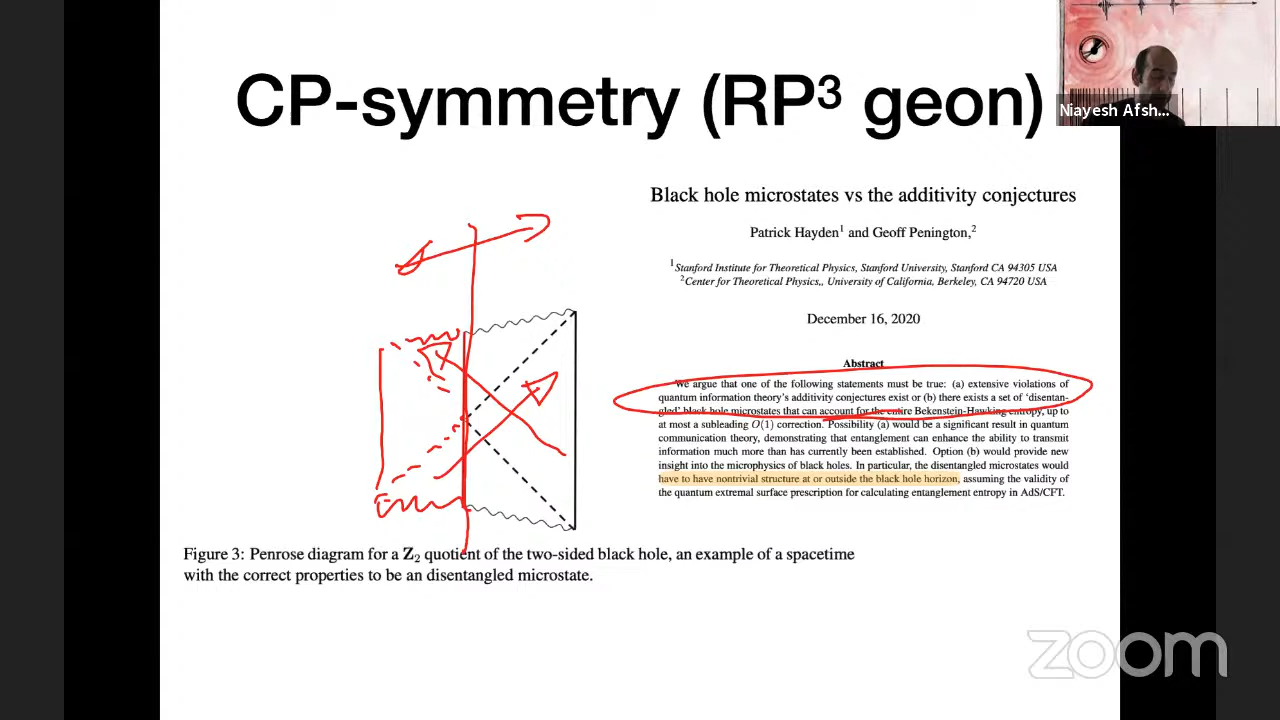 CP-symmetry (RP³ geon)
Niayesh Afsh...
Black hole microstates vs the additivity conjectures
Patrick Hayden¹ and Geoff Penington,²
¹Stanford Institute for Theoretical Physics, Stanford University, Stanford CA 94305 USA
²Center for Theoretical Physics,, University of California, Berkeley, CA 94720 USA
December 16, 2020
Abstract
We argue that one of the following statements must be true: (a) extensive violations of
quantum information theory's additivity conjectures exist or (b) there exists a set of 'disentan-
gled' black hole microstates that can account for the entire Bekenstein-Hawking entropy, up to
at most a subleading O(1) correction. Possibility (a) would be a significant result in quantum
communication theory, demonstrating that entanglement can enhance the ability to transmit
information much more than has currently been established. Option (b) would provide new
insight into the microphysics of black holes. In particular, the disentangled microstates would
have to have nontrivial structure at or outside the black hole horizon, assuming the validity of
the quantum extremal surface prescription for calculating entanglement entropy in AdS/CFT.
Figure 3: Penrose diagram for a Z₂ quotient of the two-sided black hole, an example of a spacetime
with the correct properties to be an disentangled microstate.
zoom